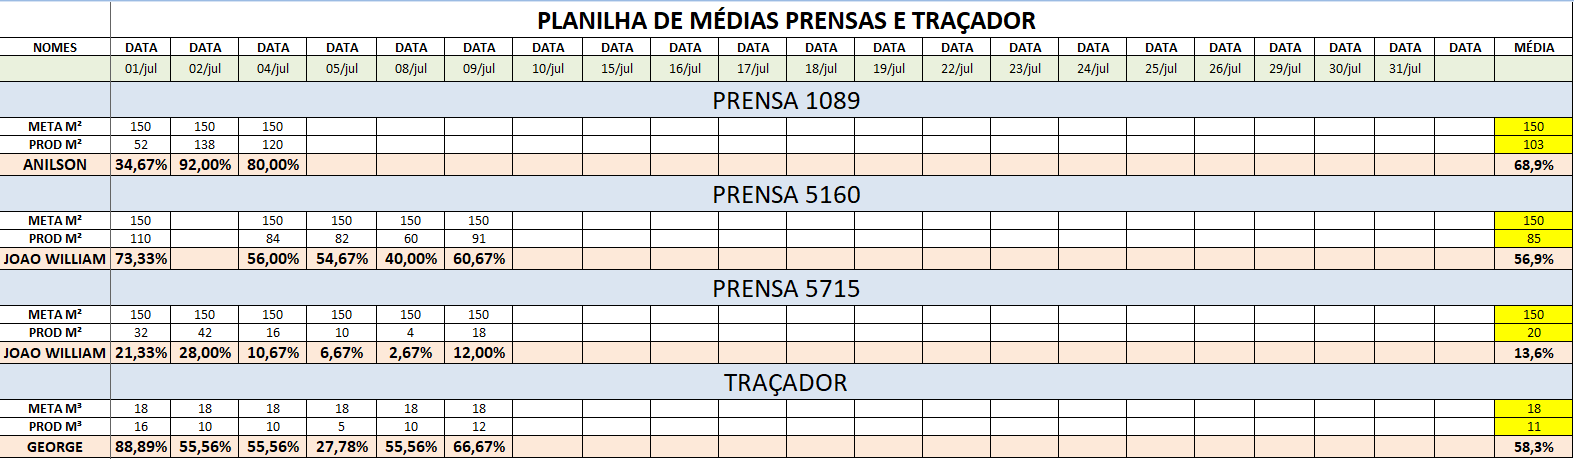 PLANILHA DE MÉDIAS PRENSAS E TRAÇADOR
NOMES DATA DATA DATA DATA DATA DATA DATA DATA DATA DATA DATA DATA DATA DATA DATA DATA DATA DATA DATA DATA DATA MÉDIA
01/jul 02/jul 04/jul 05/jul 08/jul 09/jul 10/jul 15/jul 16/jul 17/jul 18/jul 19/jul 22/jul 23/jul 24/jul 25/jul 26/jul 29/jul 30/jul 31/jul
PRENSA 1089
META M² 150 150 150 150
PROD M² 52 138 120 103
ANILSON 34,67% 92,00% 80,00% 68,9%
PRENSA 5160
META M² 150 150 150 150 150 150
PROD M² 110 84 82 60 91 85
JOAO WILLIAM 73,33% 56,00% 54,67% 40,00% 60,67% 56,9%
PRENSA 5715
META M² 150 150 150 150 150 150 150
PROD M² 32 42 16 10 4 18 20
JOAO WILLIAM 21,33% 28,00% 10,67% 6,67% 2,67% 12,00% 13,6%
TRAÇADOR
META M³ 18 18 18 18 18 18 18
PROD M³ 16 10 10 5 10 12 11
GEORGE 88,89% 55,56% 55,56% 27,78% 55,56% 66,67% 58,3%